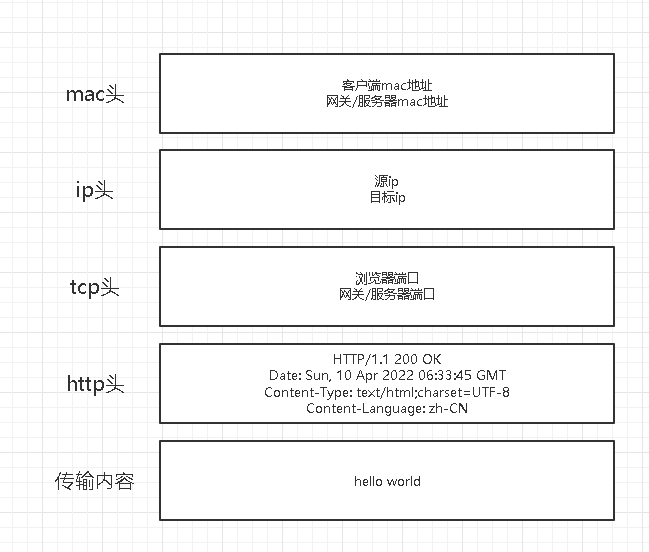 mac头
客户端mac地址
网关/服务器mac地址
ip头
源ip
目标ip
tcp头
浏览器端口
网关/服务器端口
http头
HTTP/1.1 200 OK
Date: Sun, 10 Apr 2022 06:33:45 GMT
Content-Type: text/html;charset=UTF-8
Content-Language: zh-CN
传输内容
hello world